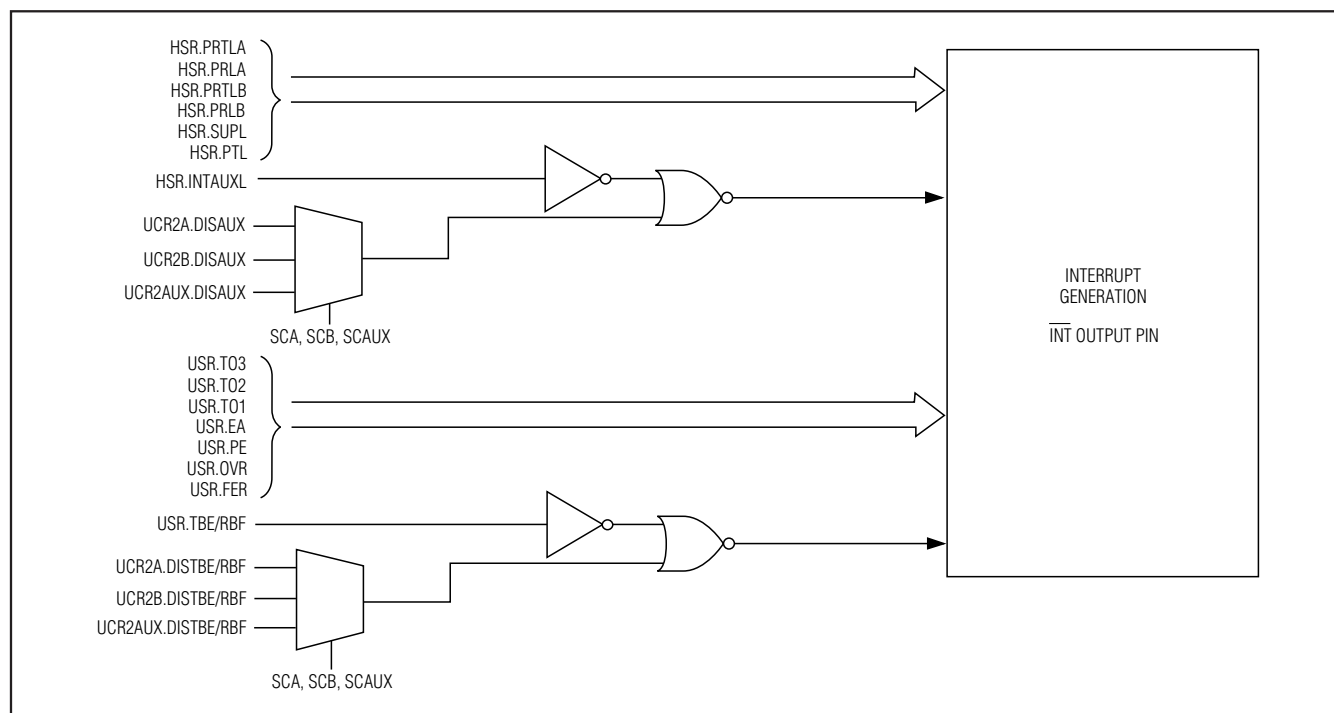 HSR.PRTLA
HSR.PRLA
HSR.PRTLB
HSR.PRLB
HSR.SUPL
HSR.PTL
HSR.INTAUXL
UCR2A.DISAUX
UCR2B.DISAUX
UCR2AUX.DISAUX
SCA, SCB, SCAUX
USR.TO3
USR.TO2
USR.TO1
USR.EA
USR.PE
USR.OVR
USR.FER
USR.TBE/RBF
UCR2A.DISTBE/RBF
UCR2B.DISTBE/RBF
UCR2AUX.DISTBE/RBF
SCA, SCB, SCAUX
INTERRUPT
GENERATION
I̅N̅T̅ OUTPUT PIN